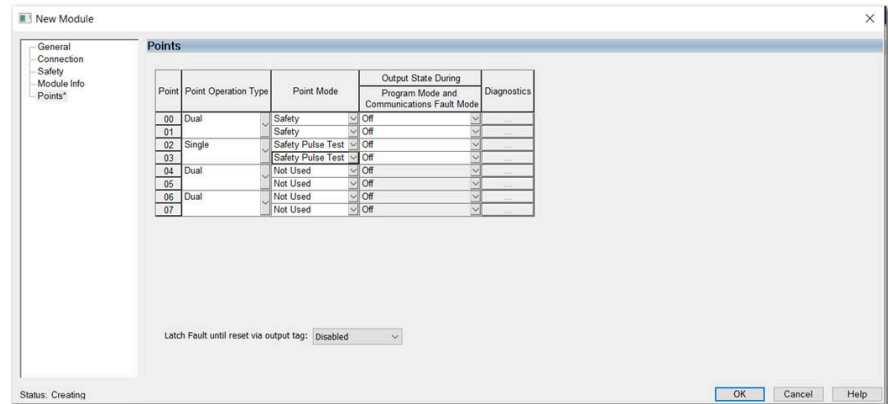 New Module
General
Connection
Safety
Module Info
Points*
Points
Point Point Operation Type Point Mode Output State During Diagnostics
Program Mode and
Communications Fault Mode
00 Dual Safety Off ...
01 Safety Off ...
02 Single Safety Pulse Test Off ...
03 Safety Pulse Test Off ...
04 Dual Not Used Off ...
05 Not Used Off ...
06 Dual Not Used Off ...
07 Not Used Off ...
Latch Fault until reset via output tag: Disabled
Status: Creating
OK Cancel Help